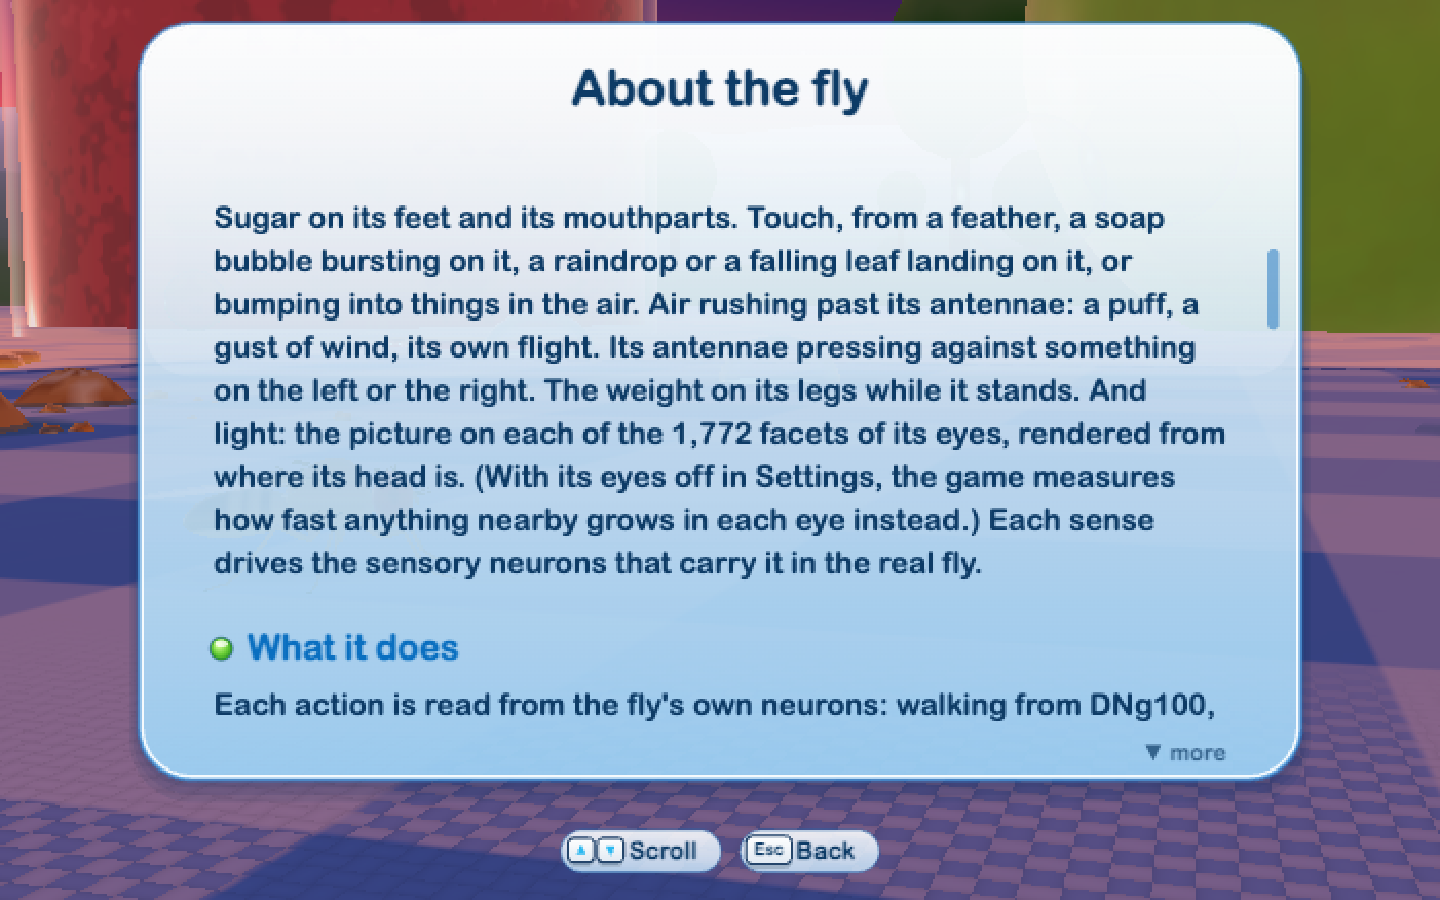 About the fly
Sugar on its feet and its mouthparts. Touch, from a feather, a soap
bubble bursting on it, a raindrop or a falling leaf landing on it, or
bumping into things in the air. Air rushing past its antennae: a puff, a
gust of wind, its own flight. Its antennae pressing against something
on the left or the right. The weight on its legs while it stands. And
light: the picture on each of the 1,772 facets of its eyes, rendered from
where its head is. (With its eyes off in Settings, the game measures
how fast anything nearby grows in each eye instead.) Each sense
drives the sensory neurons that carry it in the real fly.
What it does
Each action is read from the fly's own neurons: walking from DNg100,
▼ more
▲ ▼ Scroll
Esc Back